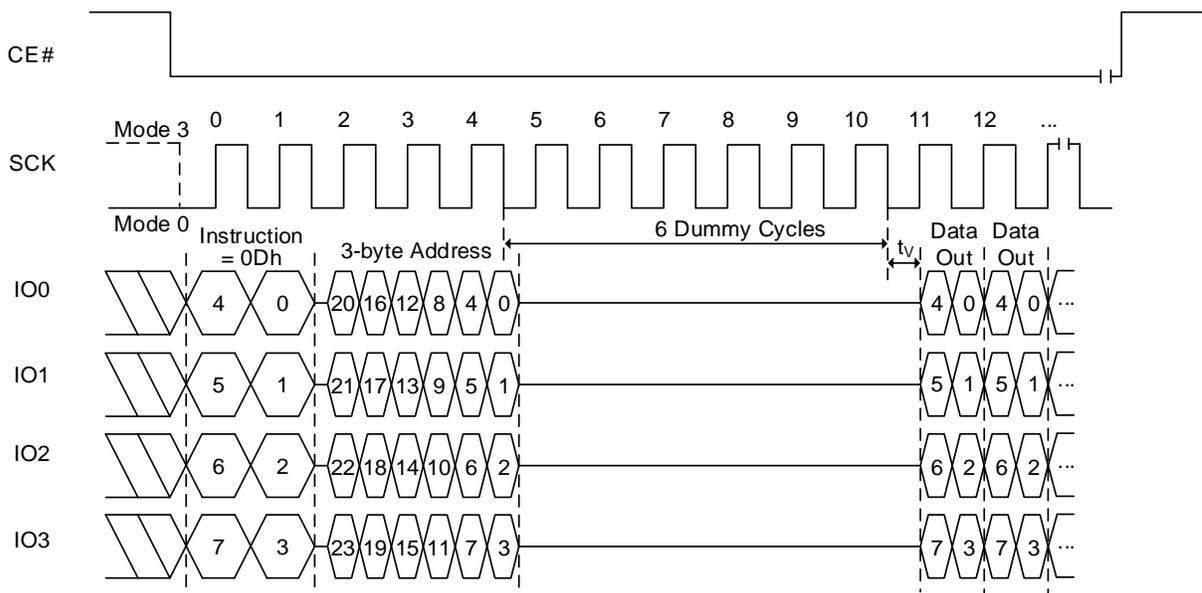 CE#
Mode 3 0 1 2 3 4 5 6 7 8 9 10 11 12 ...
SCK
Mode 0
Instruction
= 0Dh
3-byte Address
6 Dummy Cycles
tV
Data
Out
Data
Out
IO0 4 0 20 16 12 8 4 0 4 0 4 0 ...
IO1 5 1 21 17 13 9 5 1 5 1 5 1 ...
IO2 6 2 22 18 14 10 6 2 6 2 6 2 ...
IO3 7 3 23 19 15 11 7 3 7 3 7 3 ...